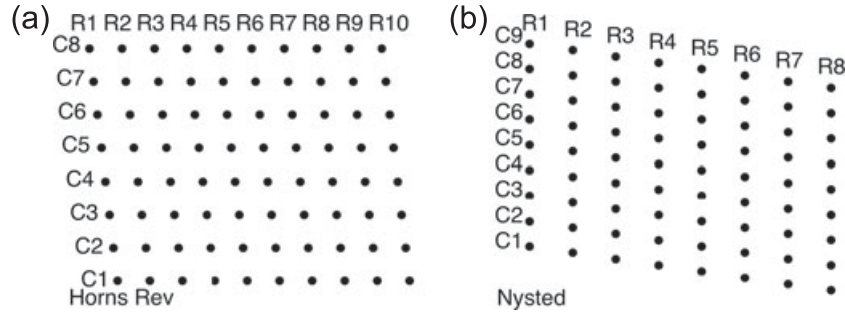 (a)
R1 R2 R3 R4 R5 R6 R7 R8 R9 R10
C8
C7
C6
C5
C4
C3
C2
C1
Horns Rev
(b)
R1
R2
R3
R4
R5
R6
R7
R8
C9
C8
C7
C6
C5
C4
C3
C2
C1
Nysted